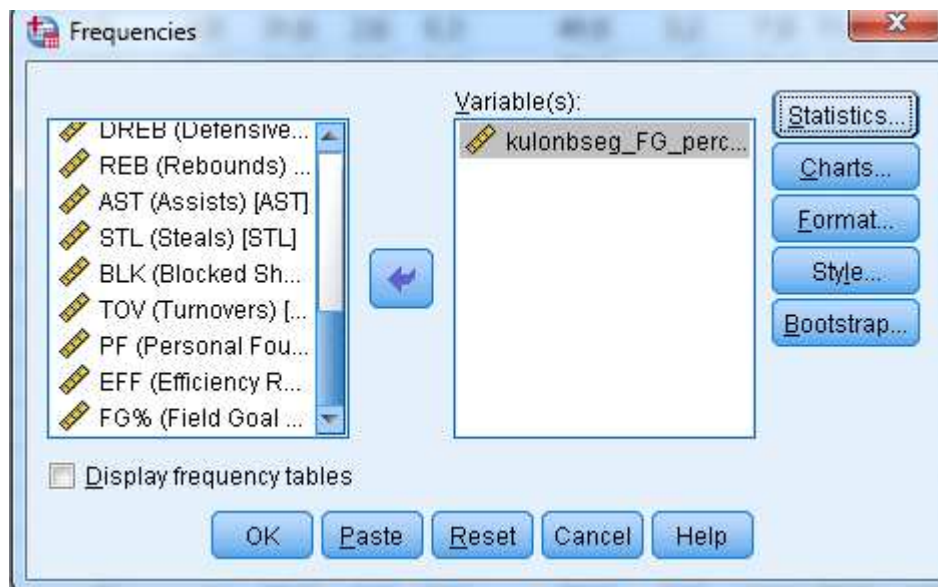 Frequencies
Variable(s):
DREB (Defensive...
REB (Rebounds) ...
AST (Assists) [AST]
STL (Steals) [STL]
BLK (Blocked Sh...
TOV (Turnovers) [...
PF (Personal Fou...
EFF (Efficiency R...
FG% (Field Goal ...
kulonbseg_FG_perc...
Statistics...
Charts...
Format...
Style...
Bootstrap...
Display frequency tables
OK Paste Reset Cancel Help